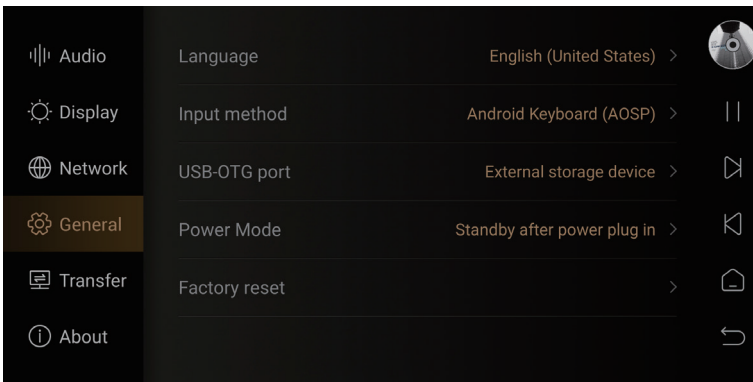 Audio
Display
Network
General
Transfer
About
Language English (United States)
Input method Android Keyboard (AOSP)
USB-OTG port External storage device
Power Mode Standby after power plug in
Factory reset